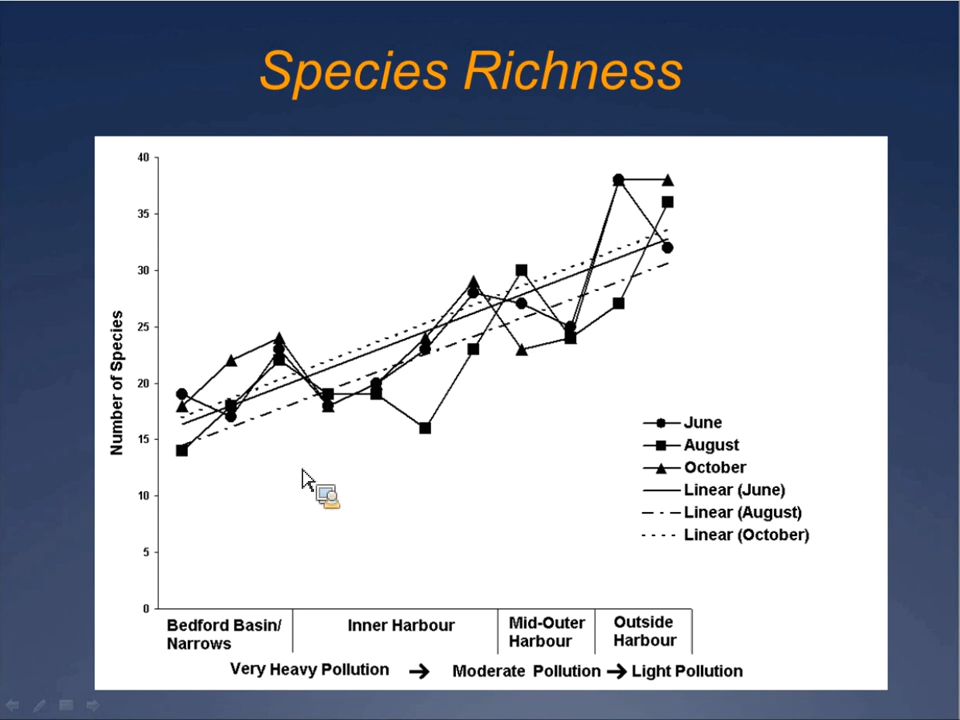 Species Richness
40
35
30
25
20
15
10
5
0
Number of Species
June
August
October
Linear (June)
Linear (August)
Linear (October)
Bedford Basin/
Narrows
Inner Harbour
Mid-Outer
Harbour
Outside
Harbour
Very Heavy Pollution → Moderate Pollution → Light Pollution